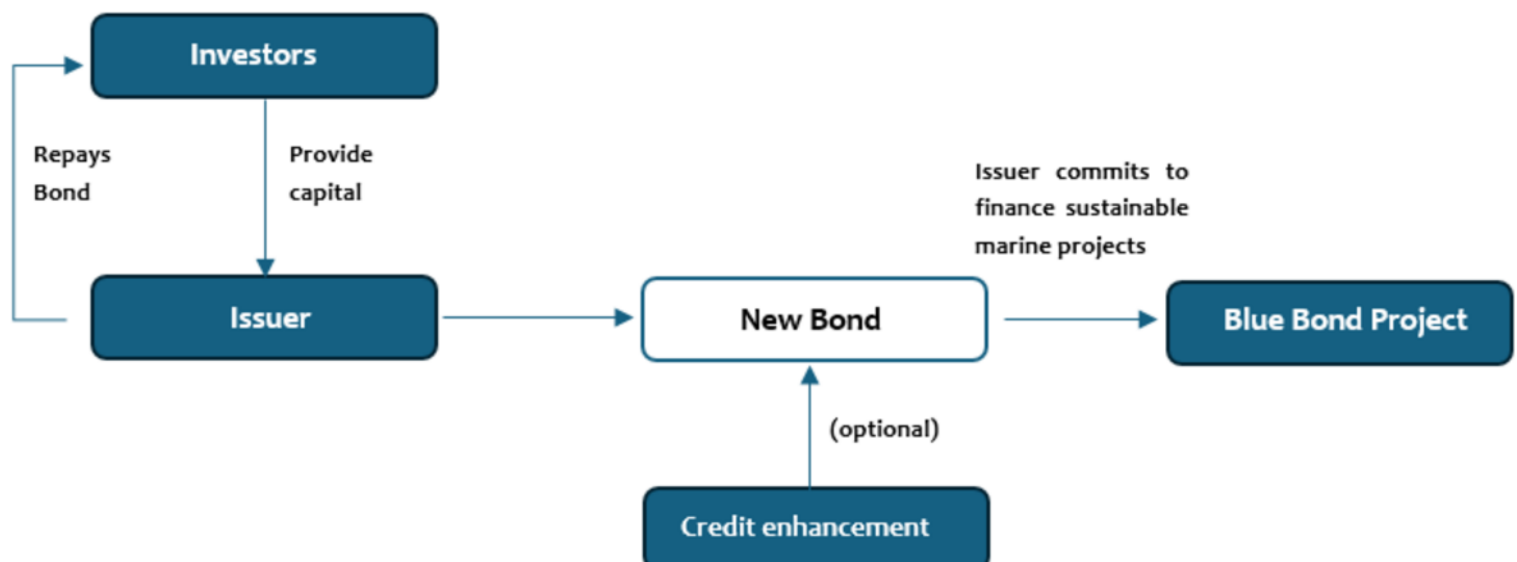 Investors
Repays
Bond
Provide
capital
Issuer commits to
finance sustainable
marine projects
Issuer
New Bond
Blue Bond Project
(optional)
Credit enhancement